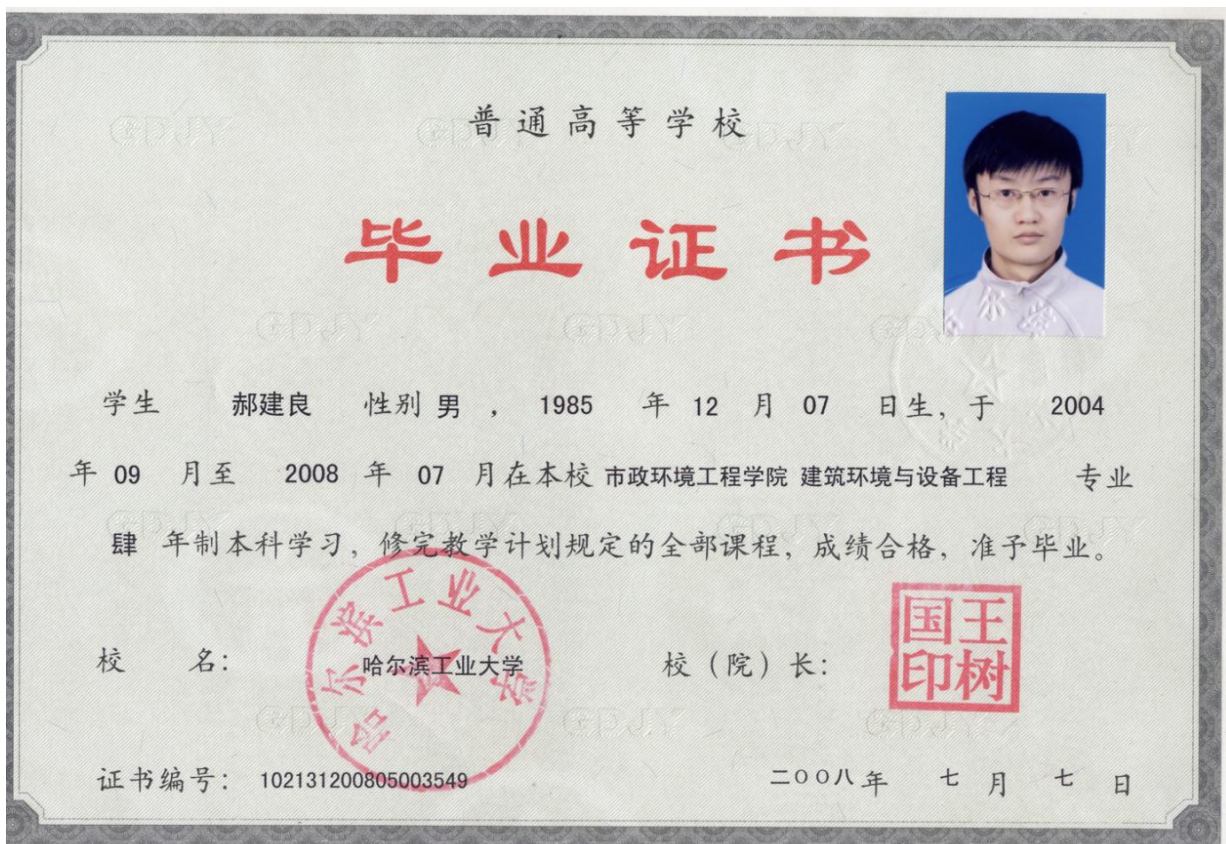 普通高等学校
毕业证书
学生 郝建良 性别 男 , 1985 年 12 月 07 日生, 于 2004
年 09 月至 2008 年 07 月在本校 市政环境工程学院 建筑环境与设备工程 专业
肆 年制本科学习, 修完教学计划规定的全部课程, 成绩合格, 准予毕业。
哈尔滨工业大学
校 名: 哈尔滨工业大学 校 (院) 长:
王树国印
证书编号: 102131200805003549 二〇〇八年 七 月 七 日